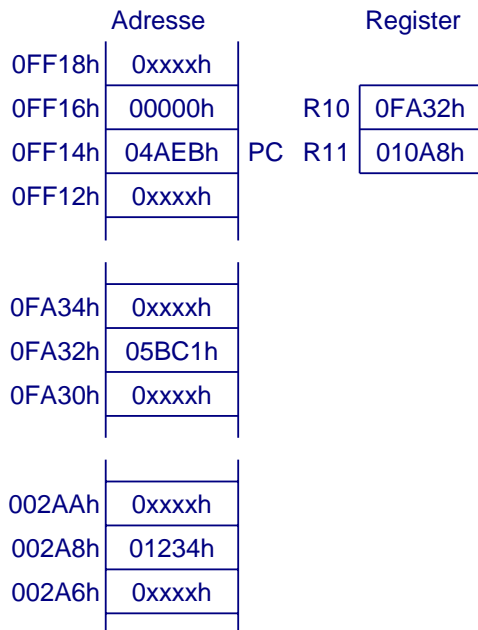 Adresse Register
0FF18h 0xxxxh
0FF16h 00000h R10 0FA32h
0FF14h 04AEBh PC R11 010A8h
0FF12h 0xxxxh
0FA34h 0xxxxh
0FA32h 05BC1h
0FA30h 0xxxxh
002AAh 0xxxxh
002A8h 01234h
002A6h 0xxxxh